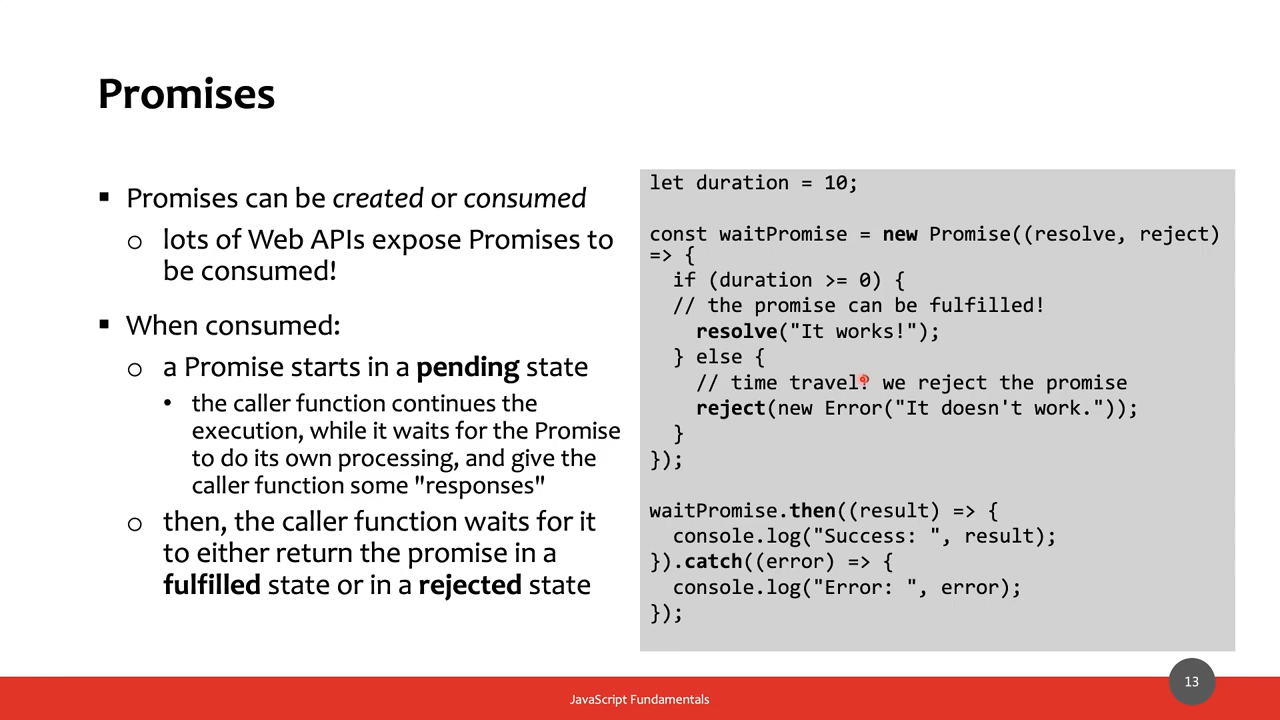 Promises
▪ Promises can be created or consumed
o lots of Web APIs expose Promises to
be consumed!
▪ When consumed:
o a Promise starts in a pending state
• the caller function continues the
execution, while it waits for the Promise
to do its own processing, and give the
caller function some "responses"
o then, the caller function waits for it
to either return the promise in a
fulfilled state or in a rejected state
let duration = 10;
const waitPromise = new Promise((resolve, reject)
=> {
if (duration >= 0) {
// the promise can be fulfilled!
resolve("It works!");
} else {
// time travel! we reject the promise
reject(new Error("It doesn't work."));
}
});
waitPromise.then((result) => {
console.log("Success: ", result);
}).catch((error) => {
console.log("Error: ", error);
});
JavaScript Fundamentals
13